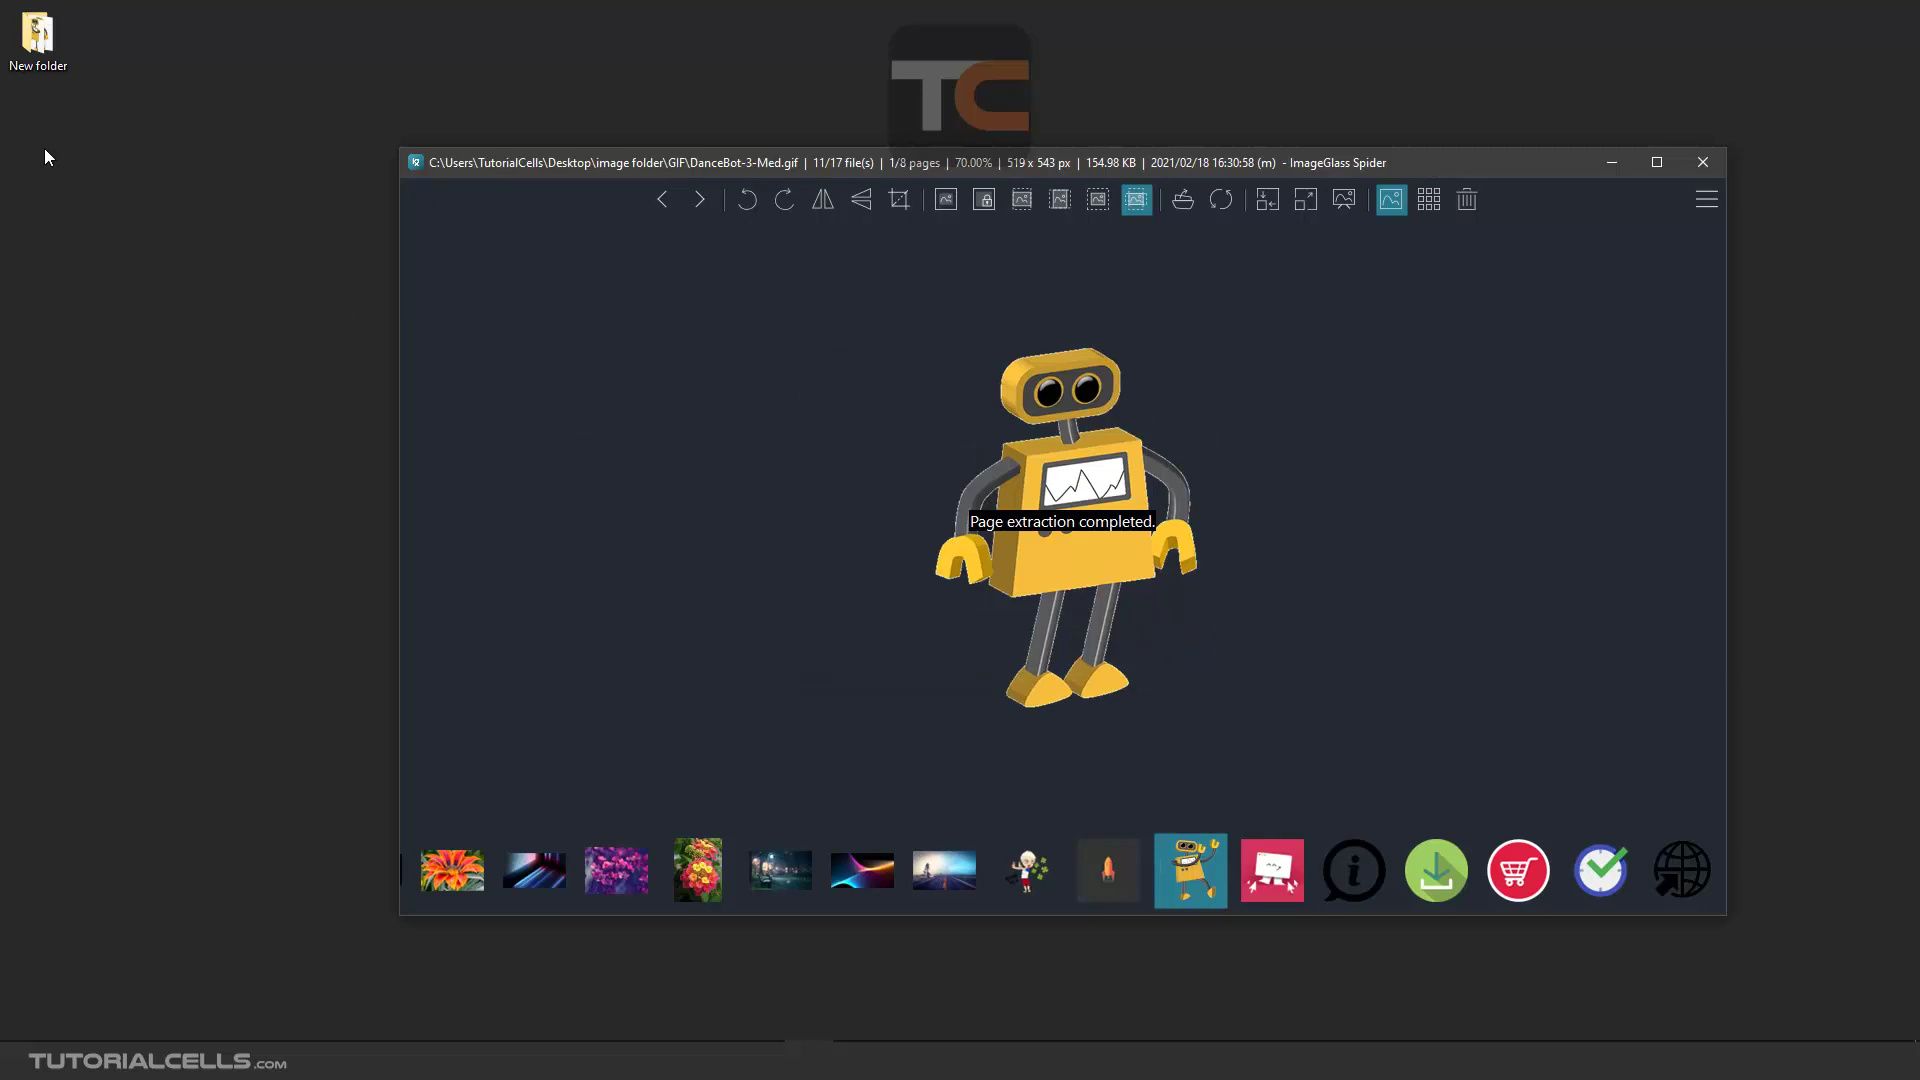 New folder
TC
C:\Users\TutorialCells\Desktop\image folder\GIF\DanceBot-3-Med.gif | 11/17 file(s) | 1/8 pages | 70.00% | 519 x 543 px | 154.98 KB | 2021/02/18 16:30:58 (m) - ImageGlass Spider
Page extraction completed.
TUTORIALCELLS.COM